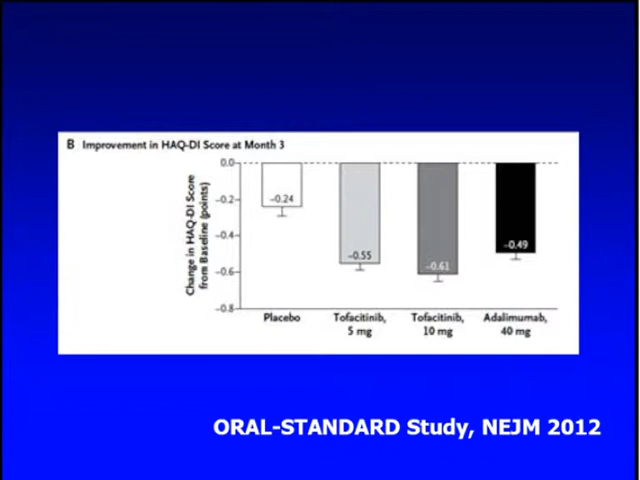 B Improvement in HAQ-DI Score at Month 3
Change in HAQ-DI Score
from Baseline (points)
0.0
-0.2
-0.4
-0.6
-0.8
-0.24
-0.55
-0.61
-0.49
Placebo
Tofacitinib,
5 mg
Tofacitinib,
10 mg
Adalimumab,
40 mg
ORAL-STANDARD Study, NEJM 2012